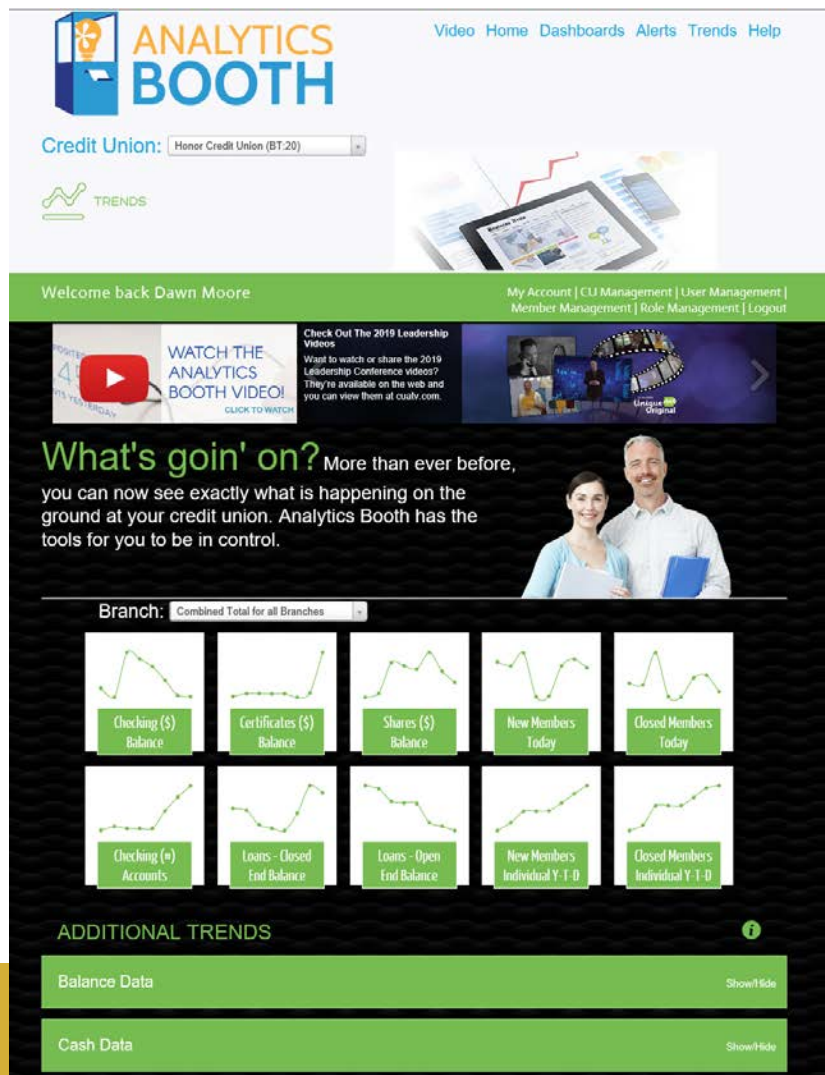 ANALYTICS
BOOTH
Video Home Dashboards Alerts Trends Help
Credit Union: Honor Credit Union (BT:20)
TRENDS
Welcome back Dawn Moore
My Account | CU Management | User Management |
Member Management | Role Management | Logout
WATCH THE
ANALYTICS
BOOTH VIDEO!
CLICK TO WATCH
Check Out The 2019 Leadership
Videos
Want to watch or share the 2019
Leadership Conference videos?
They're available on the web and
you can view them at cuatv.com.
Unique
Original
What's goin' on? More than ever before,
you can now see exactly what is happening on the
ground at your credit union. Analytics Booth has the
tools for you to be in control.
Branch: Combined Total for all Branches
Checking ($)
Balance
Certificates ($)
Balance
Shares ($)
Balance
New Members
Today
Closed Members
Today
Checking (#)
Accounts
Loans - Closed
End Balance
Loans - Open
End Balance
New Members
Individual Y-T-D
Closed Members
Individual Y-T-D
ADDITIONAL TRENDS
Balance Data
Show/Hide
Cash Data
Show/Hide